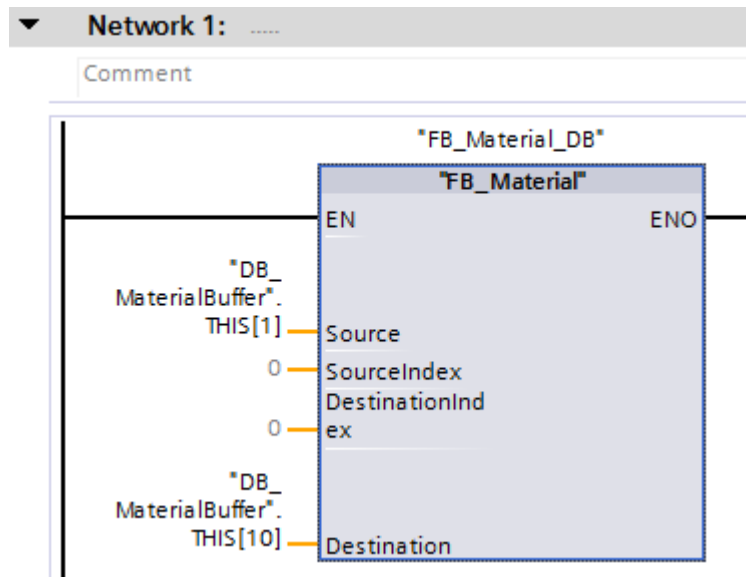 Network 1: .....
Comment
"FB_Material_DB"
"FB_Material"
EN ENO
"DB_
MaterialBuffer".
THIS[1] Source
0 SourceIndex
DestinationInd
0 ex
"DB_
MaterialBuffer".
THIS[10] Destination